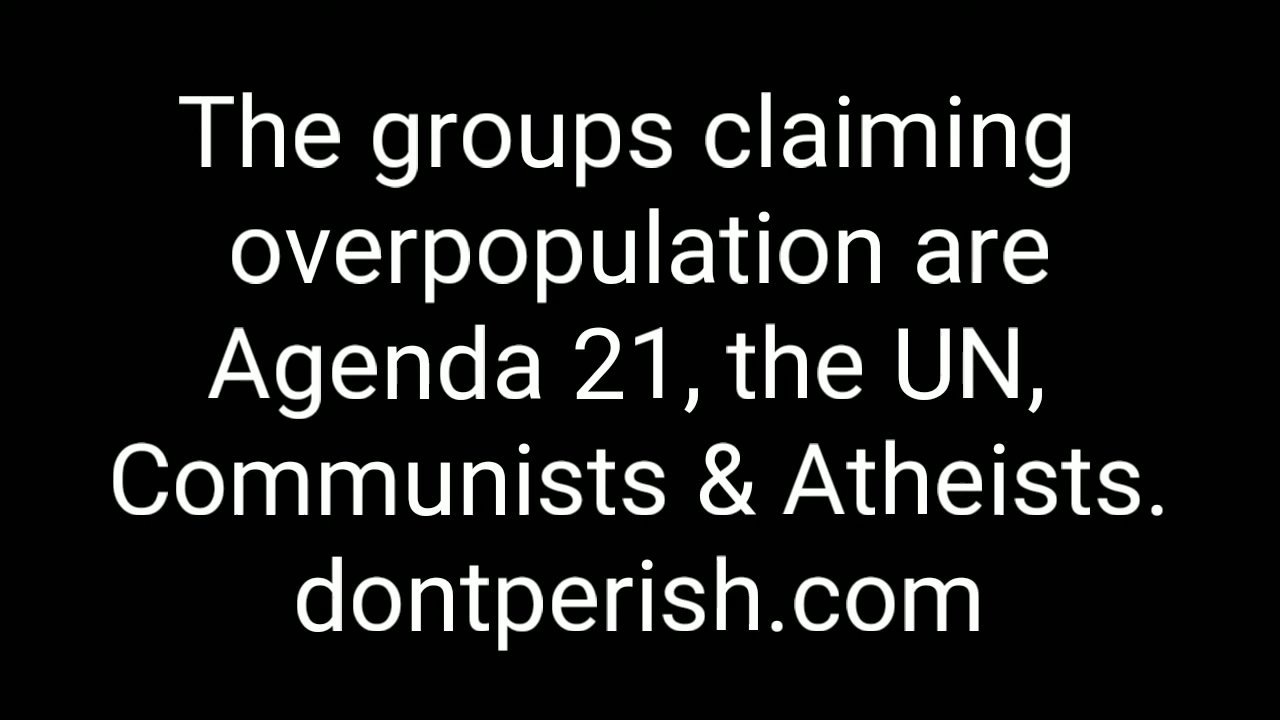 The groups claiming
overpopulation are
Agenda 21, the UN,
Communists & Atheists.
dontperish.com